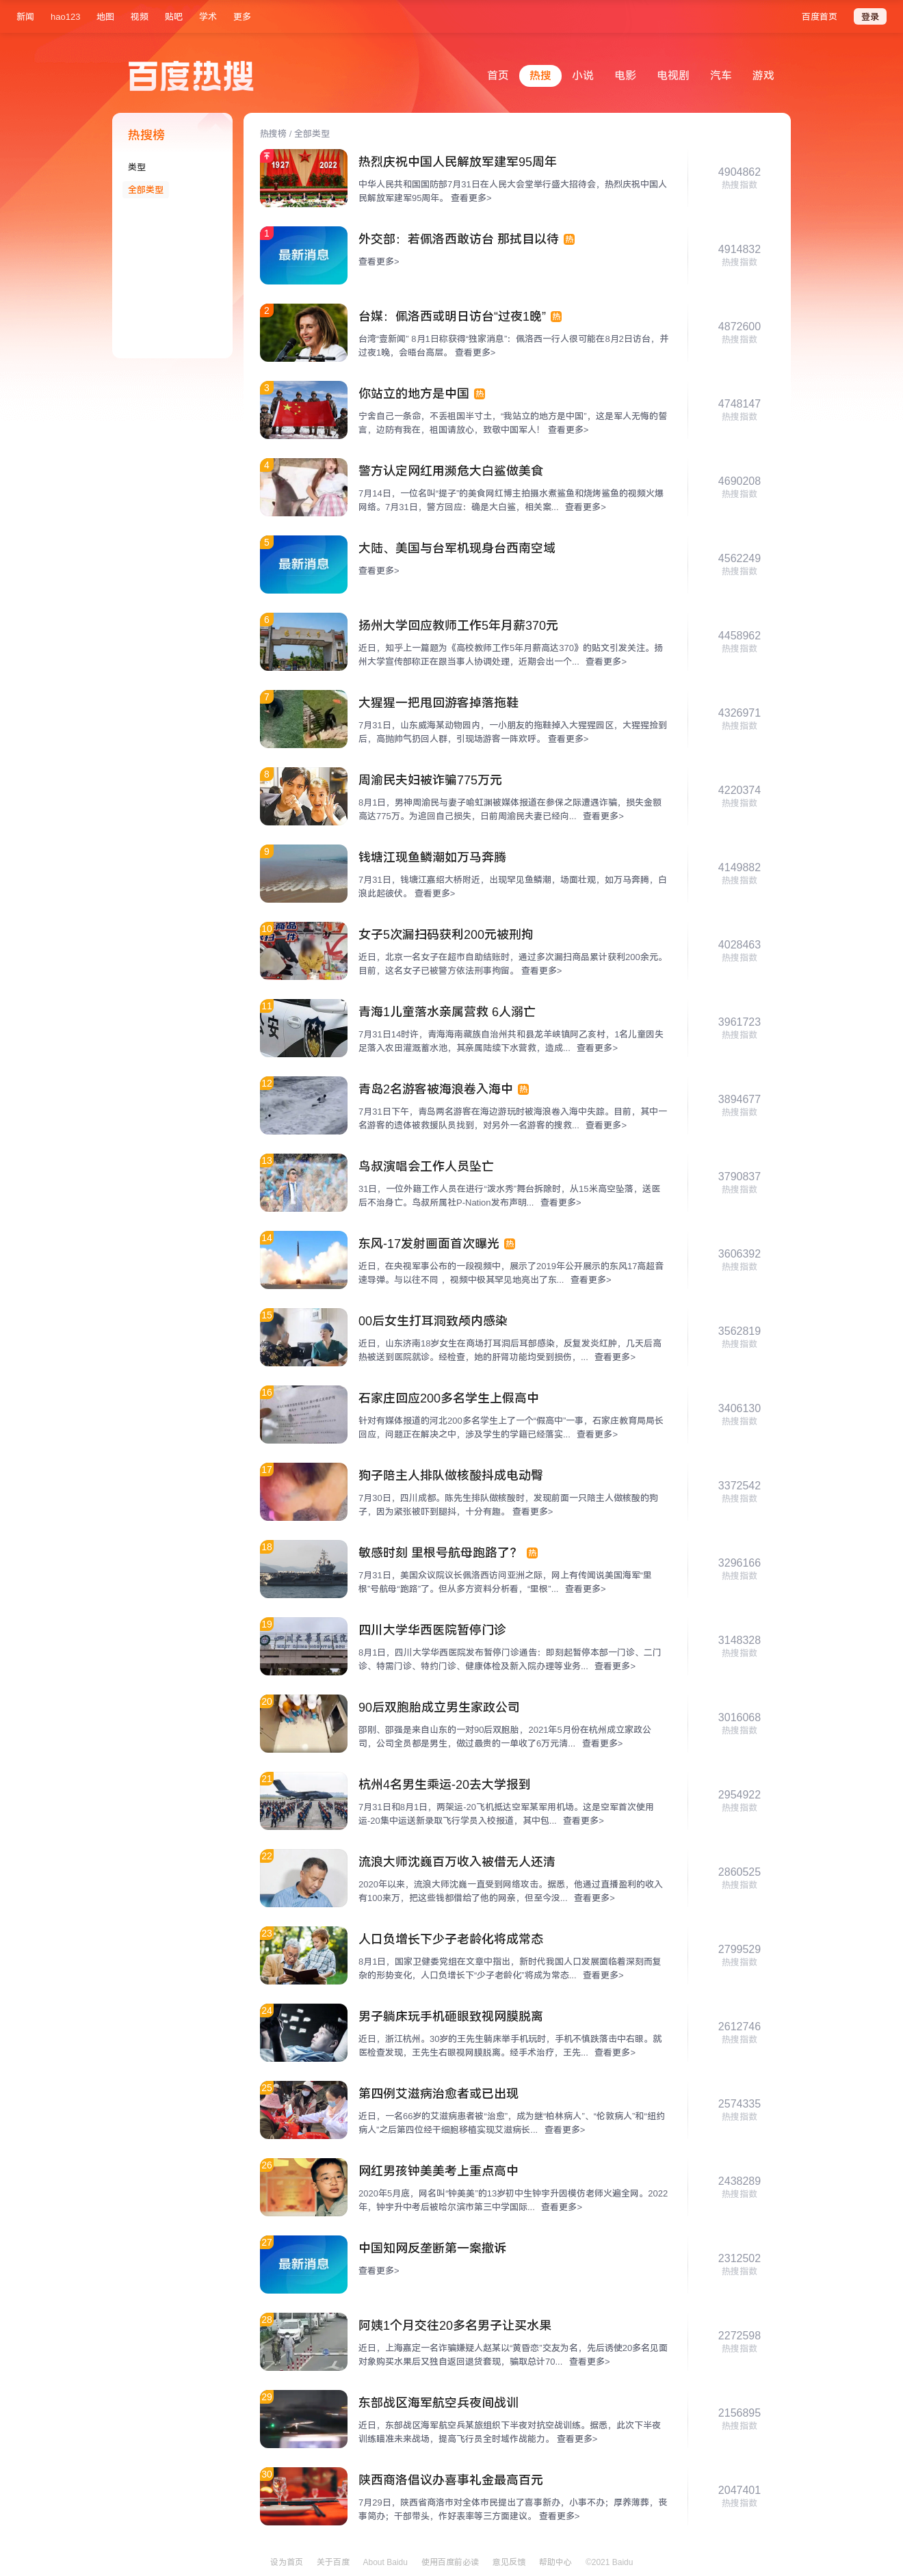 新闻 hao123 地图 视频 贴吧 学术 更多 百度首页 登录
百度热搜
首页 热搜 小说 电影 电视剧 汽车 游戏
热搜榜
类型
全部类型
热搜榜 / 全部类型
1927 2022
热烈庆祝中国人民解放军建军95周年
中华人民共和国国防部7月31日在人民大会堂举行盛大招待会，热烈庆祝中国人
民解放军建军95周年。 查看更多>
4904862
热搜指数
1
最新消息
外交部：若佩洛西敢访台 那拭目以待 热
查看更多>
4914832
热搜指数
2
台媒：佩洛西或明日访台“过夜1晚” 热
台湾“壹新闻” 8月1日称获得“独家消息”：佩洛西一行人很可能在8月2日访台，并
过夜1晚，会晤台高层。 查看更多>
4872600
热搜指数
3
你站立的地方是中国 热
宁舍自己一条命，不丢祖国半寸土，“我站立的地方是中国”，这是军人无悔的誓
言，边防有我在，祖国请放心，致敬中国军人！ 查看更多>
4748147
热搜指数
4
警方认定网红用濒危大白鲨做美食
7月14日，一位名叫“提子”的美食网红博主拍摄水煮鲨鱼和烧烤鲨鱼的视频火爆
网络。7月31日，警方回应：确是大白鲨，相关案... 查看更多>
4690208
热搜指数
5
最新消息
大陆、美国与台军机现身台西南空域
查看更多>
4562249
热搜指数
6
扬州大学回应教师工作5年月薪370元
近日，知乎上一篇题为《高校教师工作5年月薪高达370》的贴文引发关注。扬
州大学宣传部称正在跟当事人协调处理，近期会出一个... 查看更多>
4458962
热搜指数
7
大猩猩一把甩回游客掉落拖鞋
7月31日，山东威海某动物园内，一小朋友的拖鞋掉入大猩猩园区，大猩猩捡到
后，高抛帅气扔回人群，引现场游客一阵欢呼。 查看更多>
4326971
热搜指数
8
周渝民夫妇被诈骗775万元
8月1日，男神周渝民与妻子喻虹渊被媒体报道在参保之际遭遇诈骗，损失金额
高达775万。为追回自己损失，日前周渝民夫妻已经向... 查看更多>
4220374
热搜指数
9
钱塘江现鱼鳞潮如万马奔腾
7月31日，钱塘江嘉绍大桥附近，出现罕见鱼鳞潮，场面壮观，如万马奔腾，白
浪此起彼伏。 查看更多>
4149882
热搜指数
10
女子5次漏扫码获利200元被刑拘
近日，北京一名女子在超市自助结账时，通过多次漏扫商品累计获利200余元。
目前，这名女子已被警方依法刑事拘留。 查看更多>
4028463
热搜指数
11
青海1儿童落水亲属营救 6人溺亡
7月31日14时许，青海海南藏族自治州共和县龙羊峡镇阿乙亥村，1名儿童因失
足落入农田灌溉蓄水池，其亲属陆续下水营救，造成... 查看更多>
3961723
热搜指数
12
青岛2名游客被海浪卷入海中 热
7月31日下午，青岛两名游客在海边游玩时被海浪卷入海中失踪。目前，其中一
名游客的遗体被救援队员找到，对另外一名游客的搜救... 查看更多>
3894677
热搜指数
13
鸟叔演唱会工作人员坠亡
31日，一位外籍工作人员在进行“泼水秀”舞台拆除时，从15米高空坠落，送医
后不治身亡。鸟叔所属社P-Nation发布声明... 查看更多>
3790837
热搜指数
14
东风-17发射画面首次曝光 热
近日，在央视军事公布的一段视频中，展示了2019年公开展示的东风17高超音
速导弹。与以往不同 ，视频中极其罕见地亮出了东... 查看更多>
3606392
热搜指数
15
00后女生打耳洞致颅内感染
近日，山东济南18岁女生在商场打耳洞后耳部感染，反复发炎红肿，几天后高
热被送到医院就诊。经检查，她的肝肾功能均受到损伤，... 查看更多>
3562819
热搜指数
16
石家庄回应200多名学生上假高中
针对有媒体报道的河北200多名学生上了一个“假高中”一事，石家庄教育局局长
回应，问题正在解决之中，涉及学生的学籍已经落实... 查看更多>
3406130
热搜指数
17
狗子陪主人排队做核酸抖成电动臀
7月30日，四川成都。陈先生排队做核酸时，发现前面一只陪主人做核酸的狗
子，因为紧张被吓到腿抖，十分有趣。 查看更多>
3372542
热搜指数
18
敏感时刻 里根号航母跑路了？ 热
7月31日，美国众议院议长佩洛西访问亚洲之际，网上有传闻说美国海军“里
根”号航母“跑路”了。但从多方资料分析看，“里根”... 查看更多>
3296166
热搜指数
19
四川大学华西医院暂停门诊
8月1日，四川大学华西医院发布暂停门诊通告：即刻起暂停本部一门诊、二门
诊、特需门诊、特约门诊、健康体检及新入院办理等业务... 查看更多>
3148328
热搜指数
20
90后双胞胎成立男生家政公司
邵刚、邵强是来自山东的一对90后双胞胎，2021年5月份在杭州成立家政公
司，公司全员都是男生，做过最贵的一单收了6万元清... 查看更多>
3016068
热搜指数
21
杭州4名男生乘运-20去大学报到
7月31日和8月1日，两架运-20飞机抵达空军某军用机场。这是空军首次使用
运-20集中运送新录取飞行学员入校报道，其中包... 查看更多>
2954922
热搜指数
22
流浪大师沈巍百万收入被借无人还清
2020年以来，流浪大师沈巍一直受到网络攻击。据悉，他通过直播盈利的收入
有100来万，把这些钱都借给了他的网亲，但至今没... 查看更多>
2860525
热搜指数
23
人口负增长下少子老龄化将成常态
8月1日，国家卫健委党组在文章中指出，新时代我国人口发展面临着深刻而复
杂的形势变化，人口负增长下“少子老龄化”将成为常态... 查看更多>
2799529
热搜指数
24
男子躺床玩手机砸眼致视网膜脱离
近日，浙江杭州。30岁的王先生躺床举手机玩时，手机不慎跌落击中右眼。就
医检查发现，王先生右眼视网膜脱离。经手术治疗，王先... 查看更多>
2612746
热搜指数
25
第四例艾滋病治愈者或已出现
近日，一名66岁的艾滋病患者被“治愈”，成为继“柏林病人”、“伦敦病人”和“纽约
病人”之后第四位经干细胞移植实现艾滋病长... 查看更多>
2574335
热搜指数
26
网红男孩钟美美考上重点高中
2020年5月底，网名叫“钟美美”的13岁初中生钟宇升因模仿老师火遍全网。2022
年，钟宇升中考后被哈尔滨市第三中学国际... 查看更多>
2438289
热搜指数
27
最新消息
中国知网反垄断第一案撤诉
查看更多>
2312502
热搜指数
28
阿姨1个月交往20多名男子让买水果
近日，上海嘉定一名诈骗嫌疑人赵某以“黄昏恋”交友为名，先后诱使20多名见面
对象购买水果后又独自返回退货套现，骗取总计70... 查看更多>
2272598
热搜指数
29
东部战区海军航空兵夜间战训
近日，东部战区海军航空兵某旅组织下半夜对抗空战训练。据悉，此次下半夜
训练瞄准未来战场，提高飞行员全时域作战能力。 查看更多>
2156895
热搜指数
30
陕西商洛倡议办喜事礼金最高百元
7月29日，陕西省商洛市对全体市民提出了喜事新办，小事不办；厚养薄葬，丧
事简办；干部带头，作好表率等三方面建议。 查看更多>
2047401
热搜指数
设为首页 关于百度 About Baidu 使用百度前必读 意见反馈 帮助中心 ©2021 Baidu